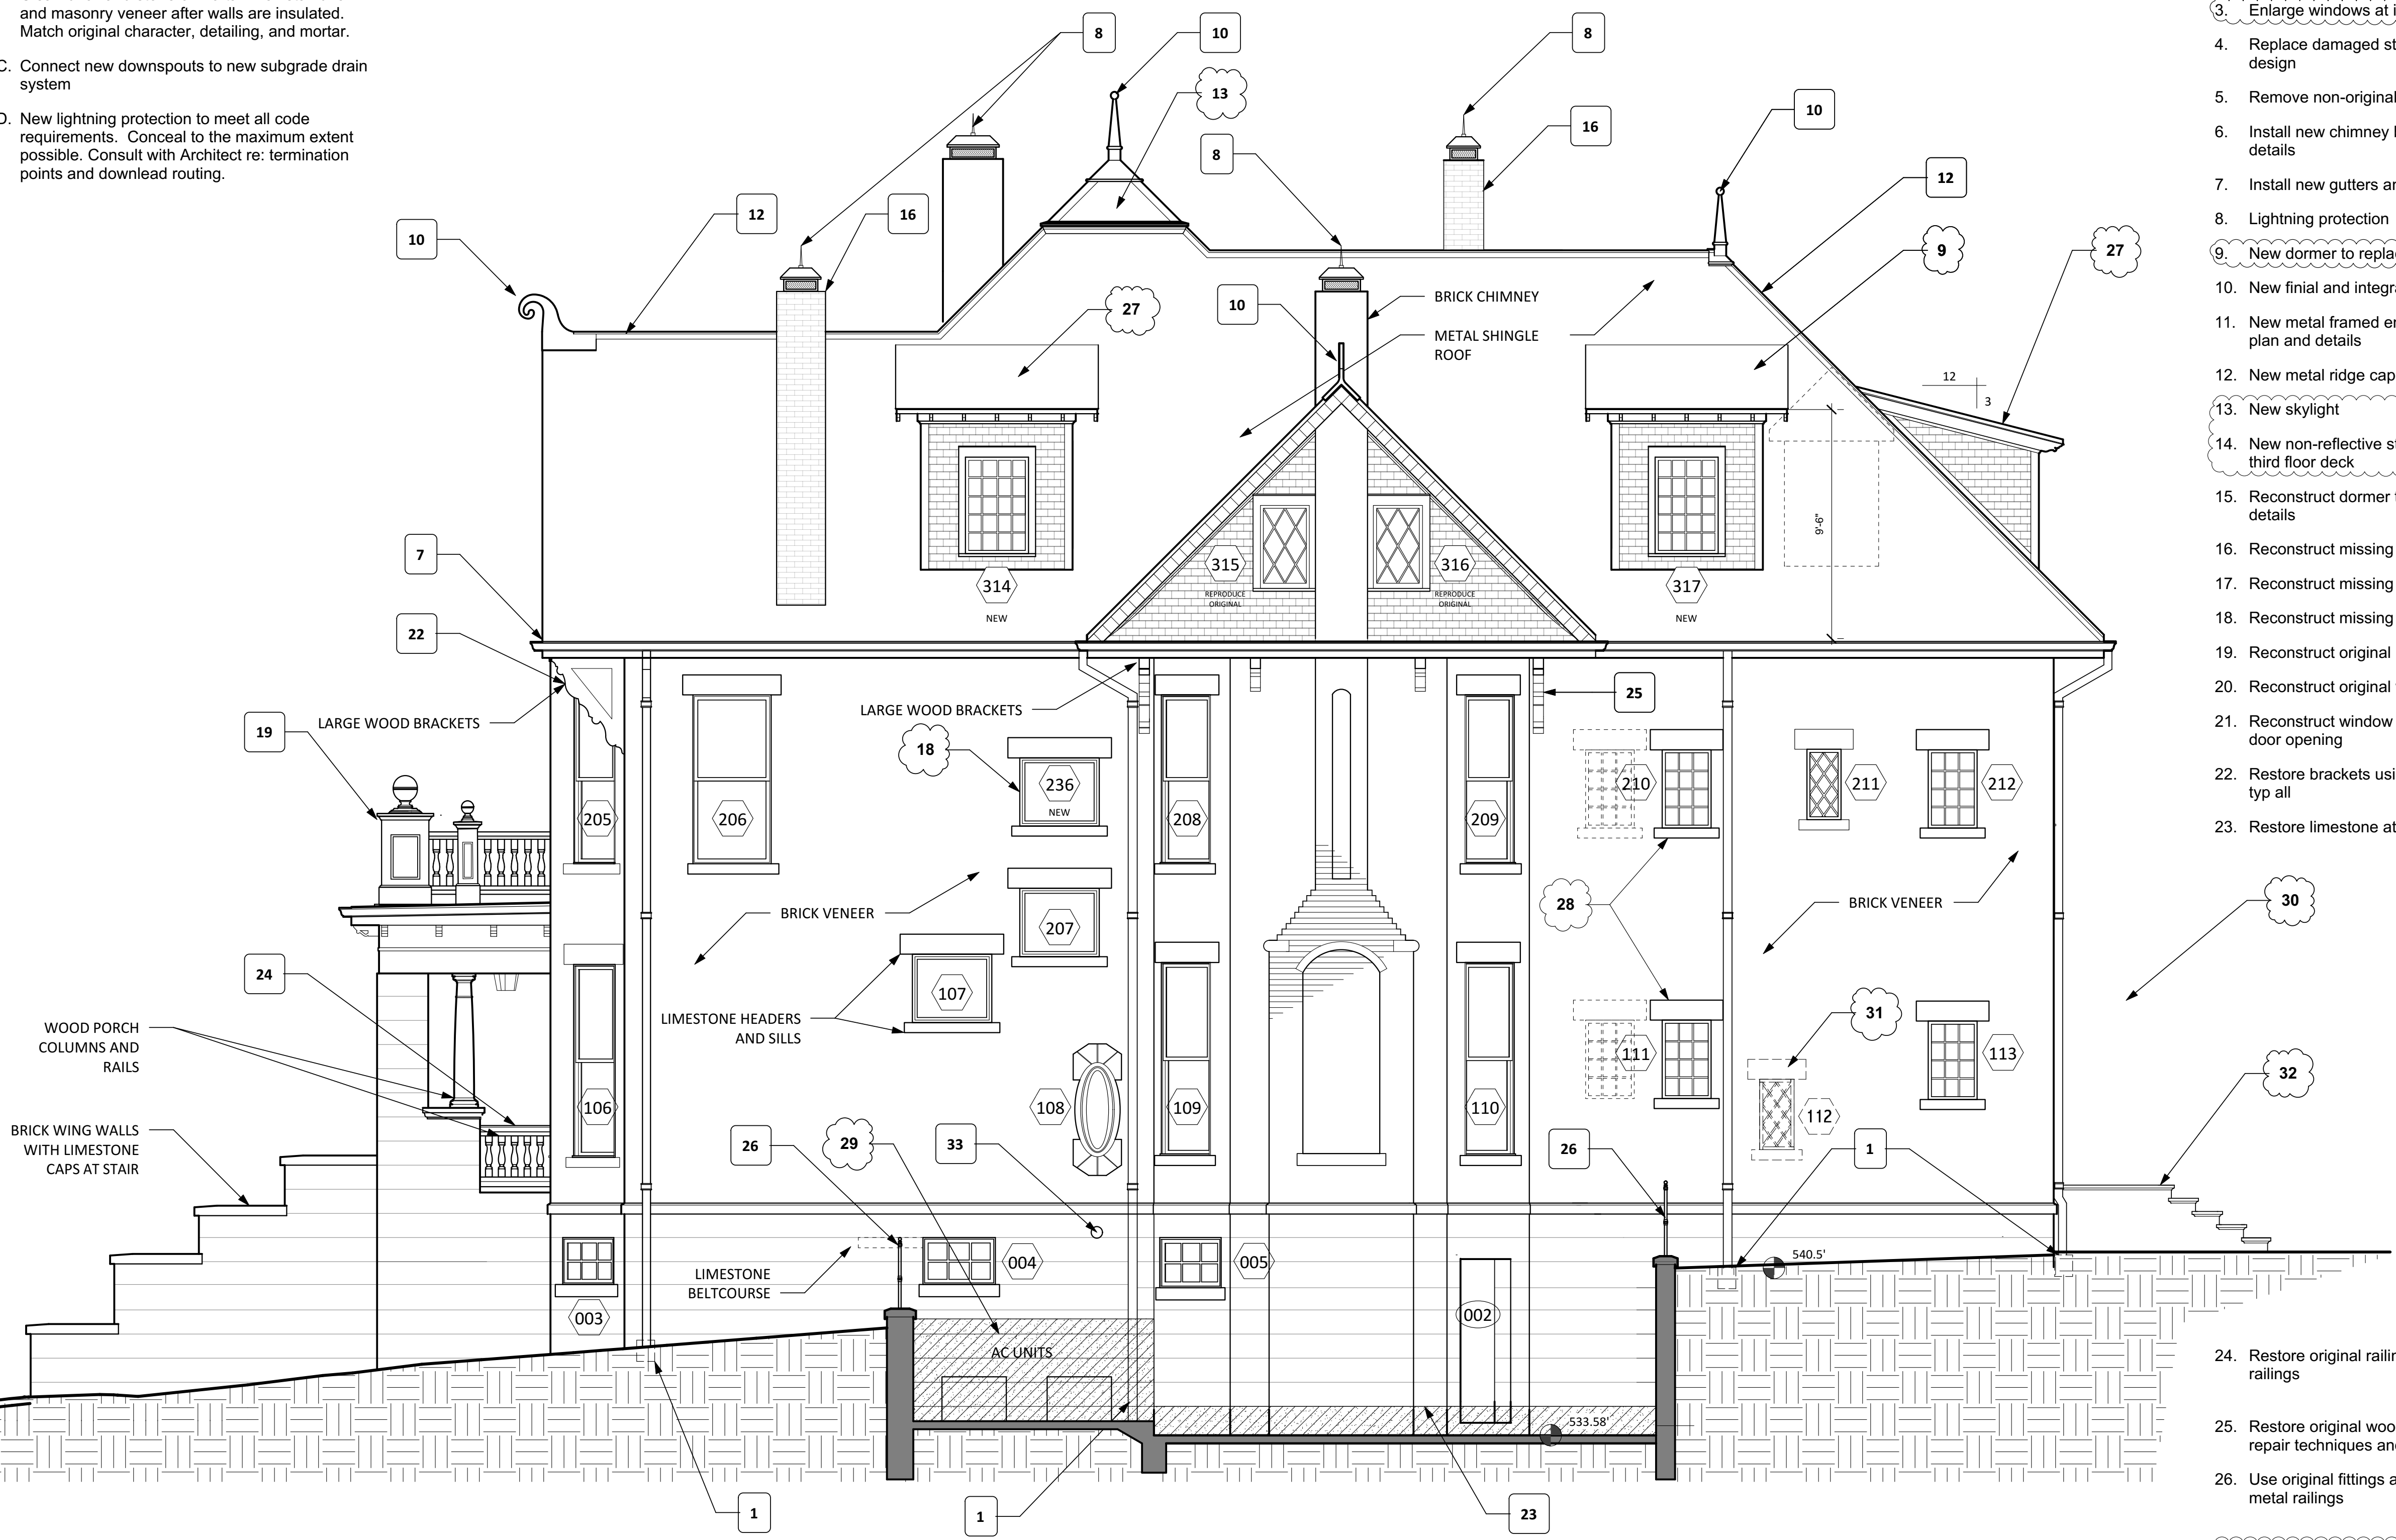 and masonry veneer after walls are insulated.
Match original character, detailing, and mortar.
C. Connect new downspouts to new subgrade drain
system
D. New lightning protection to meet all code
requirements. Conceal to the maximum extent
possible. Consult with Architect re: termination
points and downlead routing.
8
10
8
13
16
10
8
12
16
12
10
9
27
27
10
BRICK CHIMNEY
METAL SHINGLE
ROOF
12
3
9'-6"
7
22
314
NEW
315
REPRODUCE
ORIGINAL
316
REPRODUCE
ORIGINAL
317
NEW
19
LARGE WOOD BRACKETS
LARGE WOOD BRACKETS
25
18
205
206
236
NEW
208
209
210
211
212
207
BRICK VENEER
28
BRICK VENEER
30
24
107
LIMESTONE HEADERS
AND SILLS
WOOD PORCH
COLUMNS AND
RAILS
31
111
113
32
106
108
109
110
112
BRICK WING WALLS
WITH LIMESTONE
CAPS AT STAIR
26
29
33
26
1
540.5'
LIMESTONE
BELTCOURSE
003
004
005
002
AC UNITS
533.58'
1
1
23
3. Enlarge windows at i
4. Replace damaged st
design
5. Remove non-original
6. Install new chimney
details
7. Install new gutters ar
8. Lightning protection
9. New dormer to repla
10. New finial and integra
11. New metal framed er
plan and details
12. New metal ridge cap
13. New skylight
14. New non-reflective st
third floor deck
15. Reconstruct dormer t
details
16. Reconstruct missing
17. Reconstruct missing
18. Reconstruct missing
19. Reconstruct original
20. Reconstruct original
21. Reconstruct window
door opening
22. Restore brackets usi
typ all
23. Restore limestone at
24. Restore original railin
railings
25. Restore original woo
repair techniques and
26. Use original fittings a
metal railings